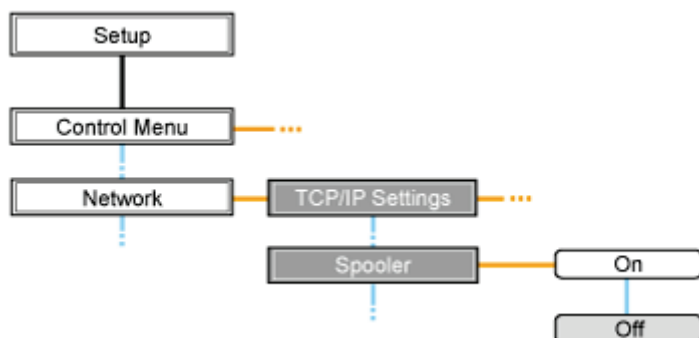 Setup
Control Menu
Network
TCP/IP Settings
Spooler
On
Off